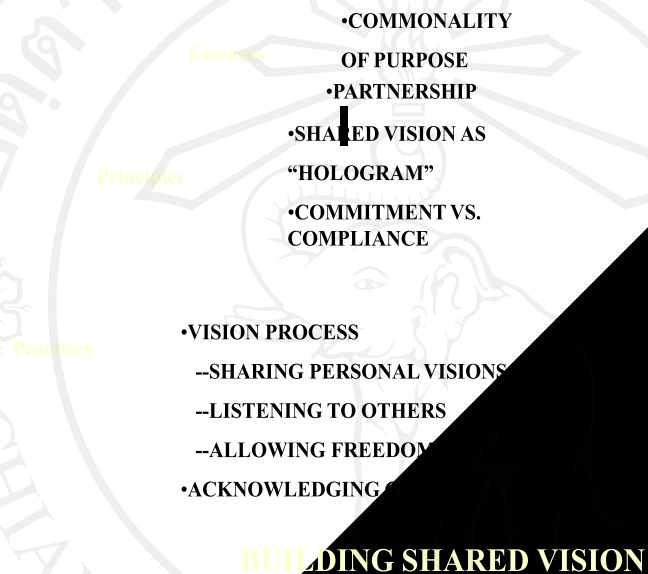 •COMMONALITY
Essences
OF PURPOSE
•PARTNERSHIP
•SHARED VISION AS
Principles
“HOLOGRAM”
•COMMITMENT VS.
COMPLIANCE
•VISION PROCESS
Practices
--SHARING PERSONAL VISIONS
--LISTENING TO OTHERS
--ALLOWING FREEDOM
•ACKNOWLEDGING
BUILDING SHARED VISION